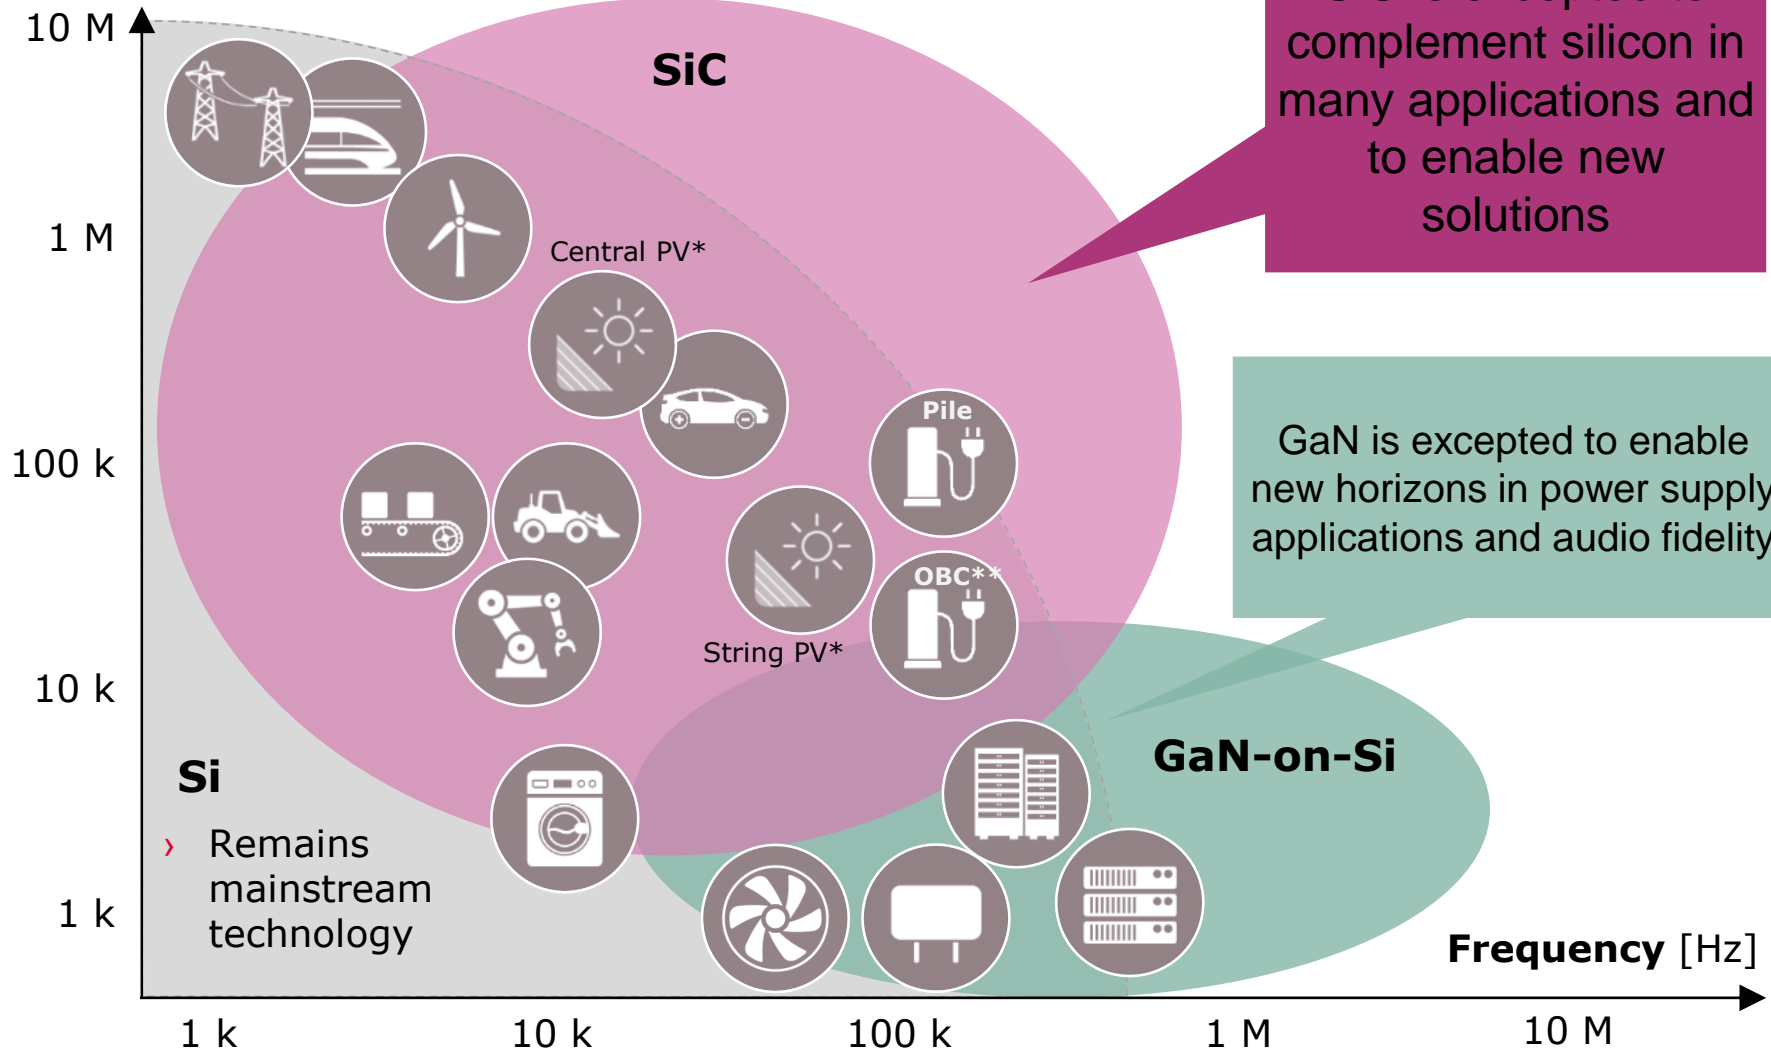 10 M
1 M
100 k
10 k
1 k
SiC
Central PV*
Pile
OBC**
String PV*
Si
› Remains
mainstream
technology
GaN-on-Si
complement silicon in
many applications and
to enable new
solutions
GaN is excepted to enable
new horizons in power supply
applications and audio fidelity
Frequency [Hz]
1 k
10 k
100 k
1 M
10 M